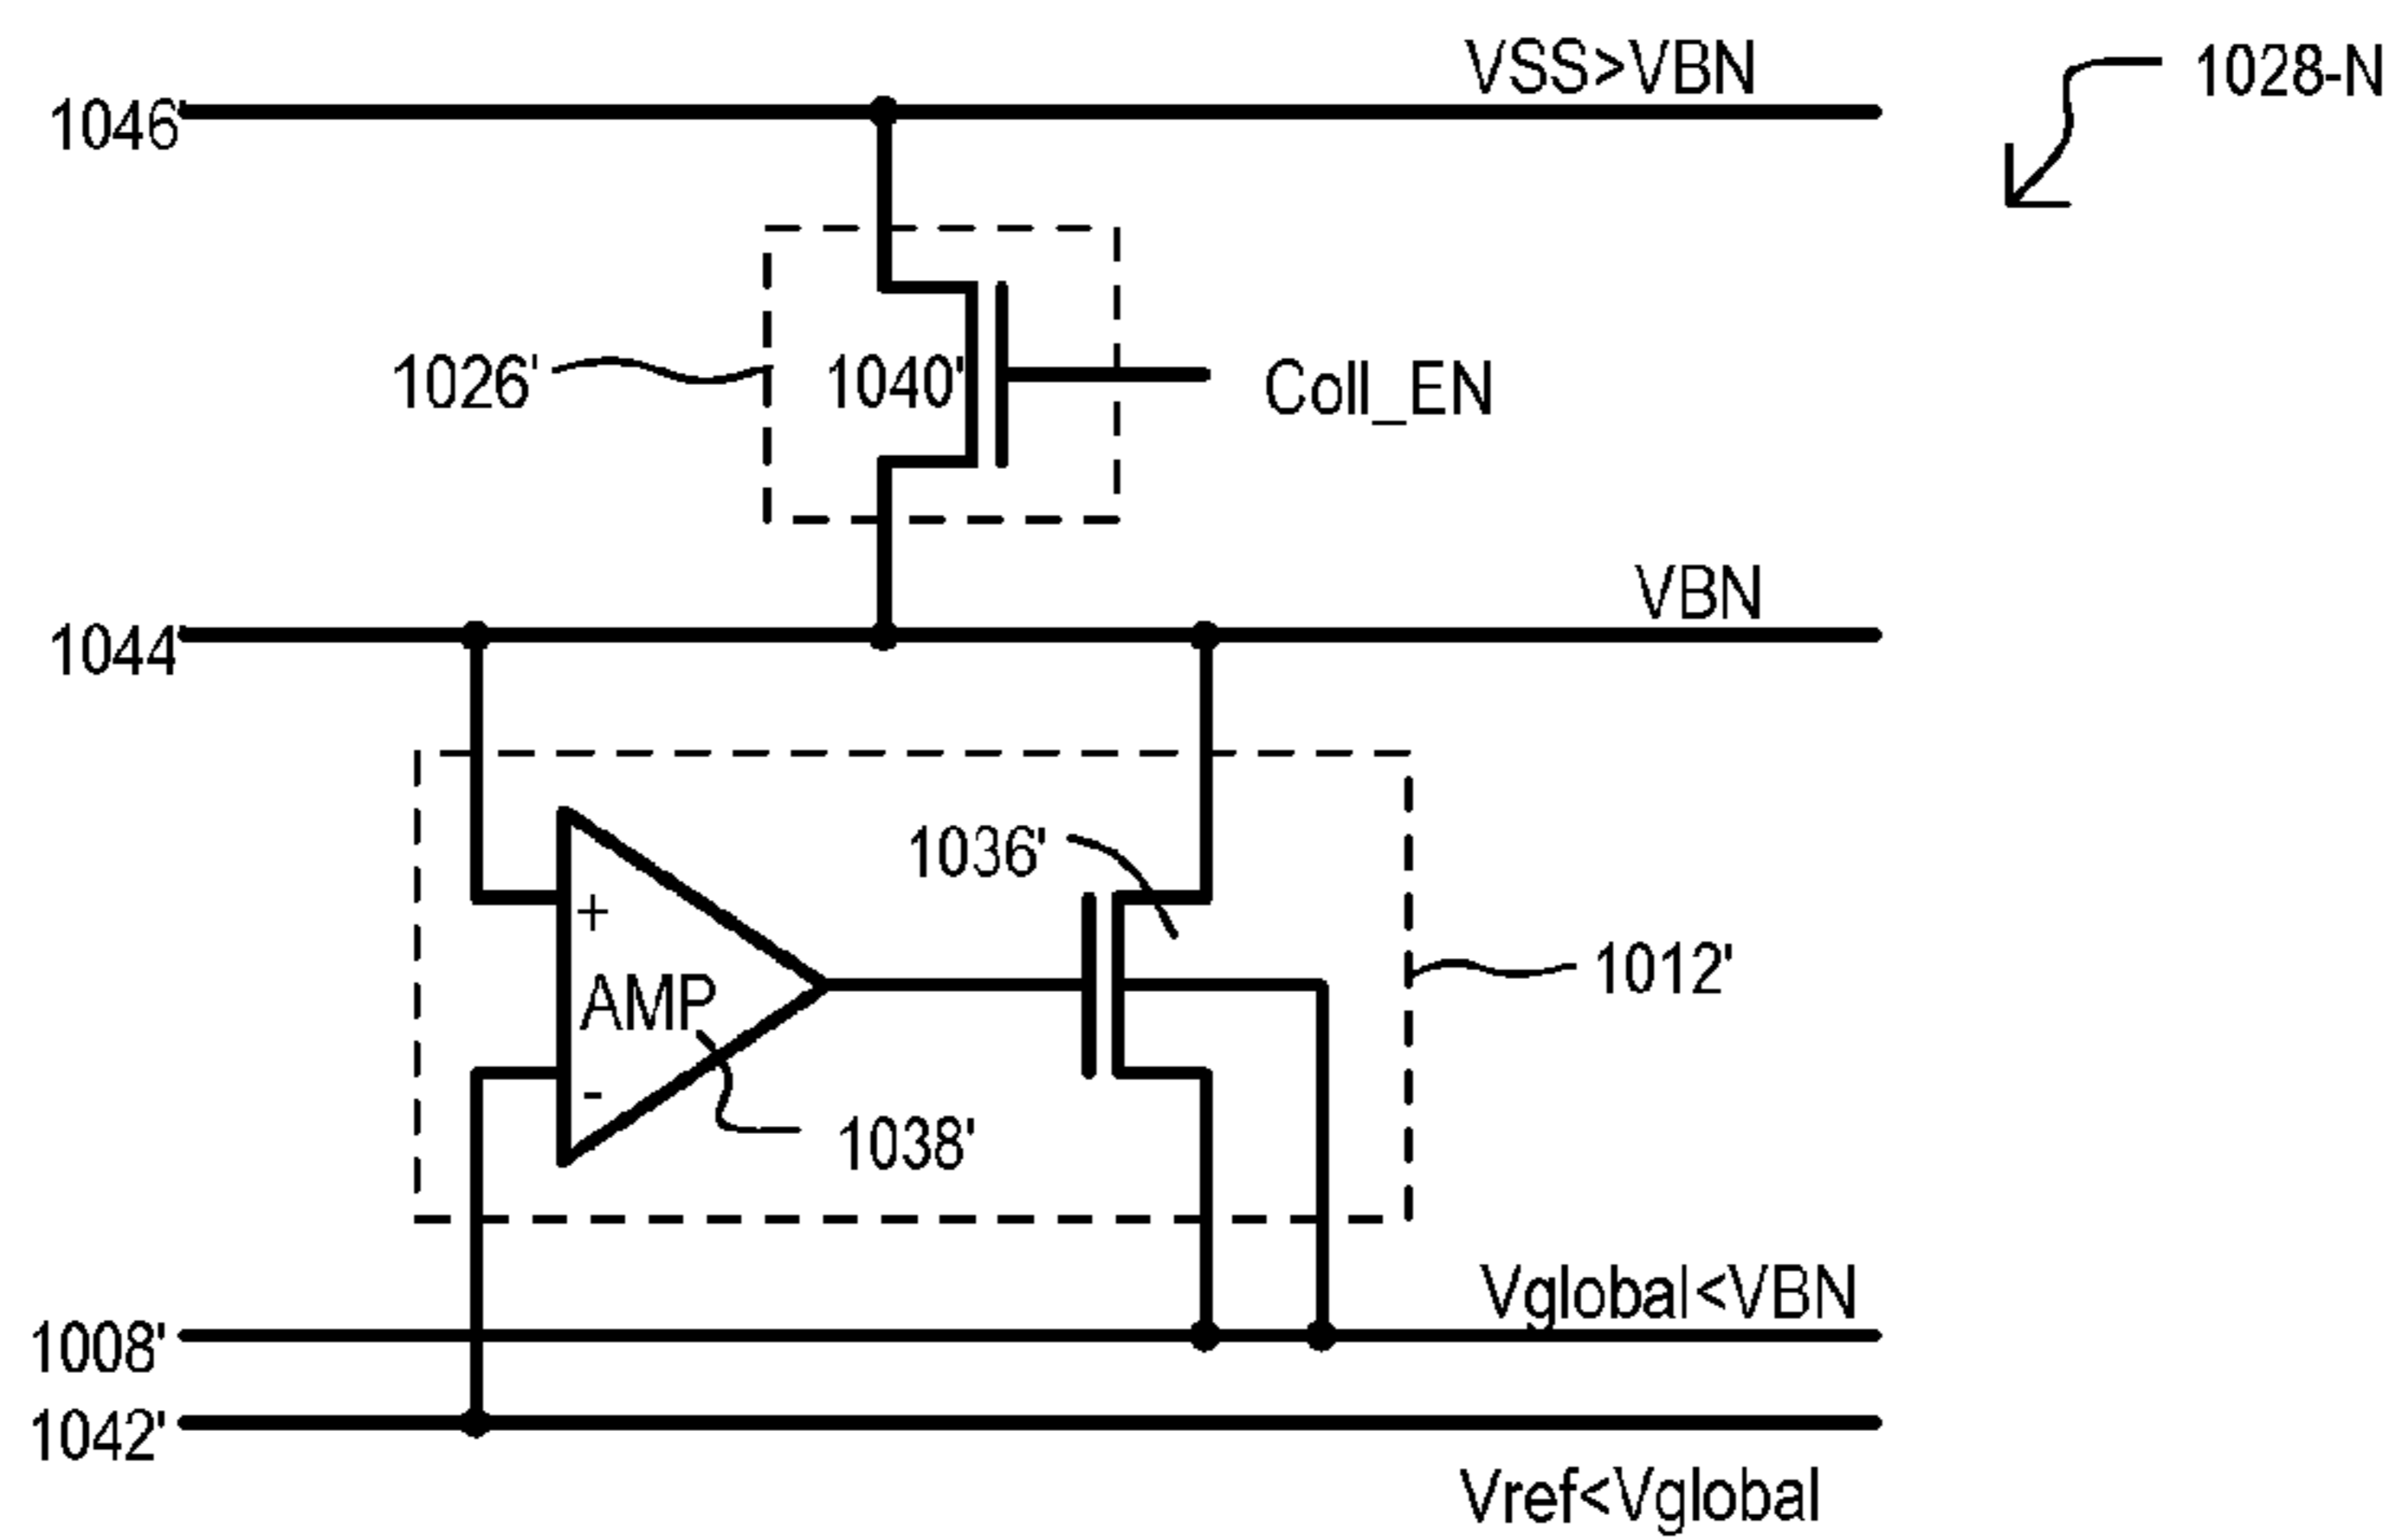 VSS>VBN
1028-N
1046'
1026'
1040'
Coll_EN
VBN
1044'
1036'
+
AMP
1012'
-
1038'
Vglobal<VBN
1008'
1042'
Vref<Vglobal